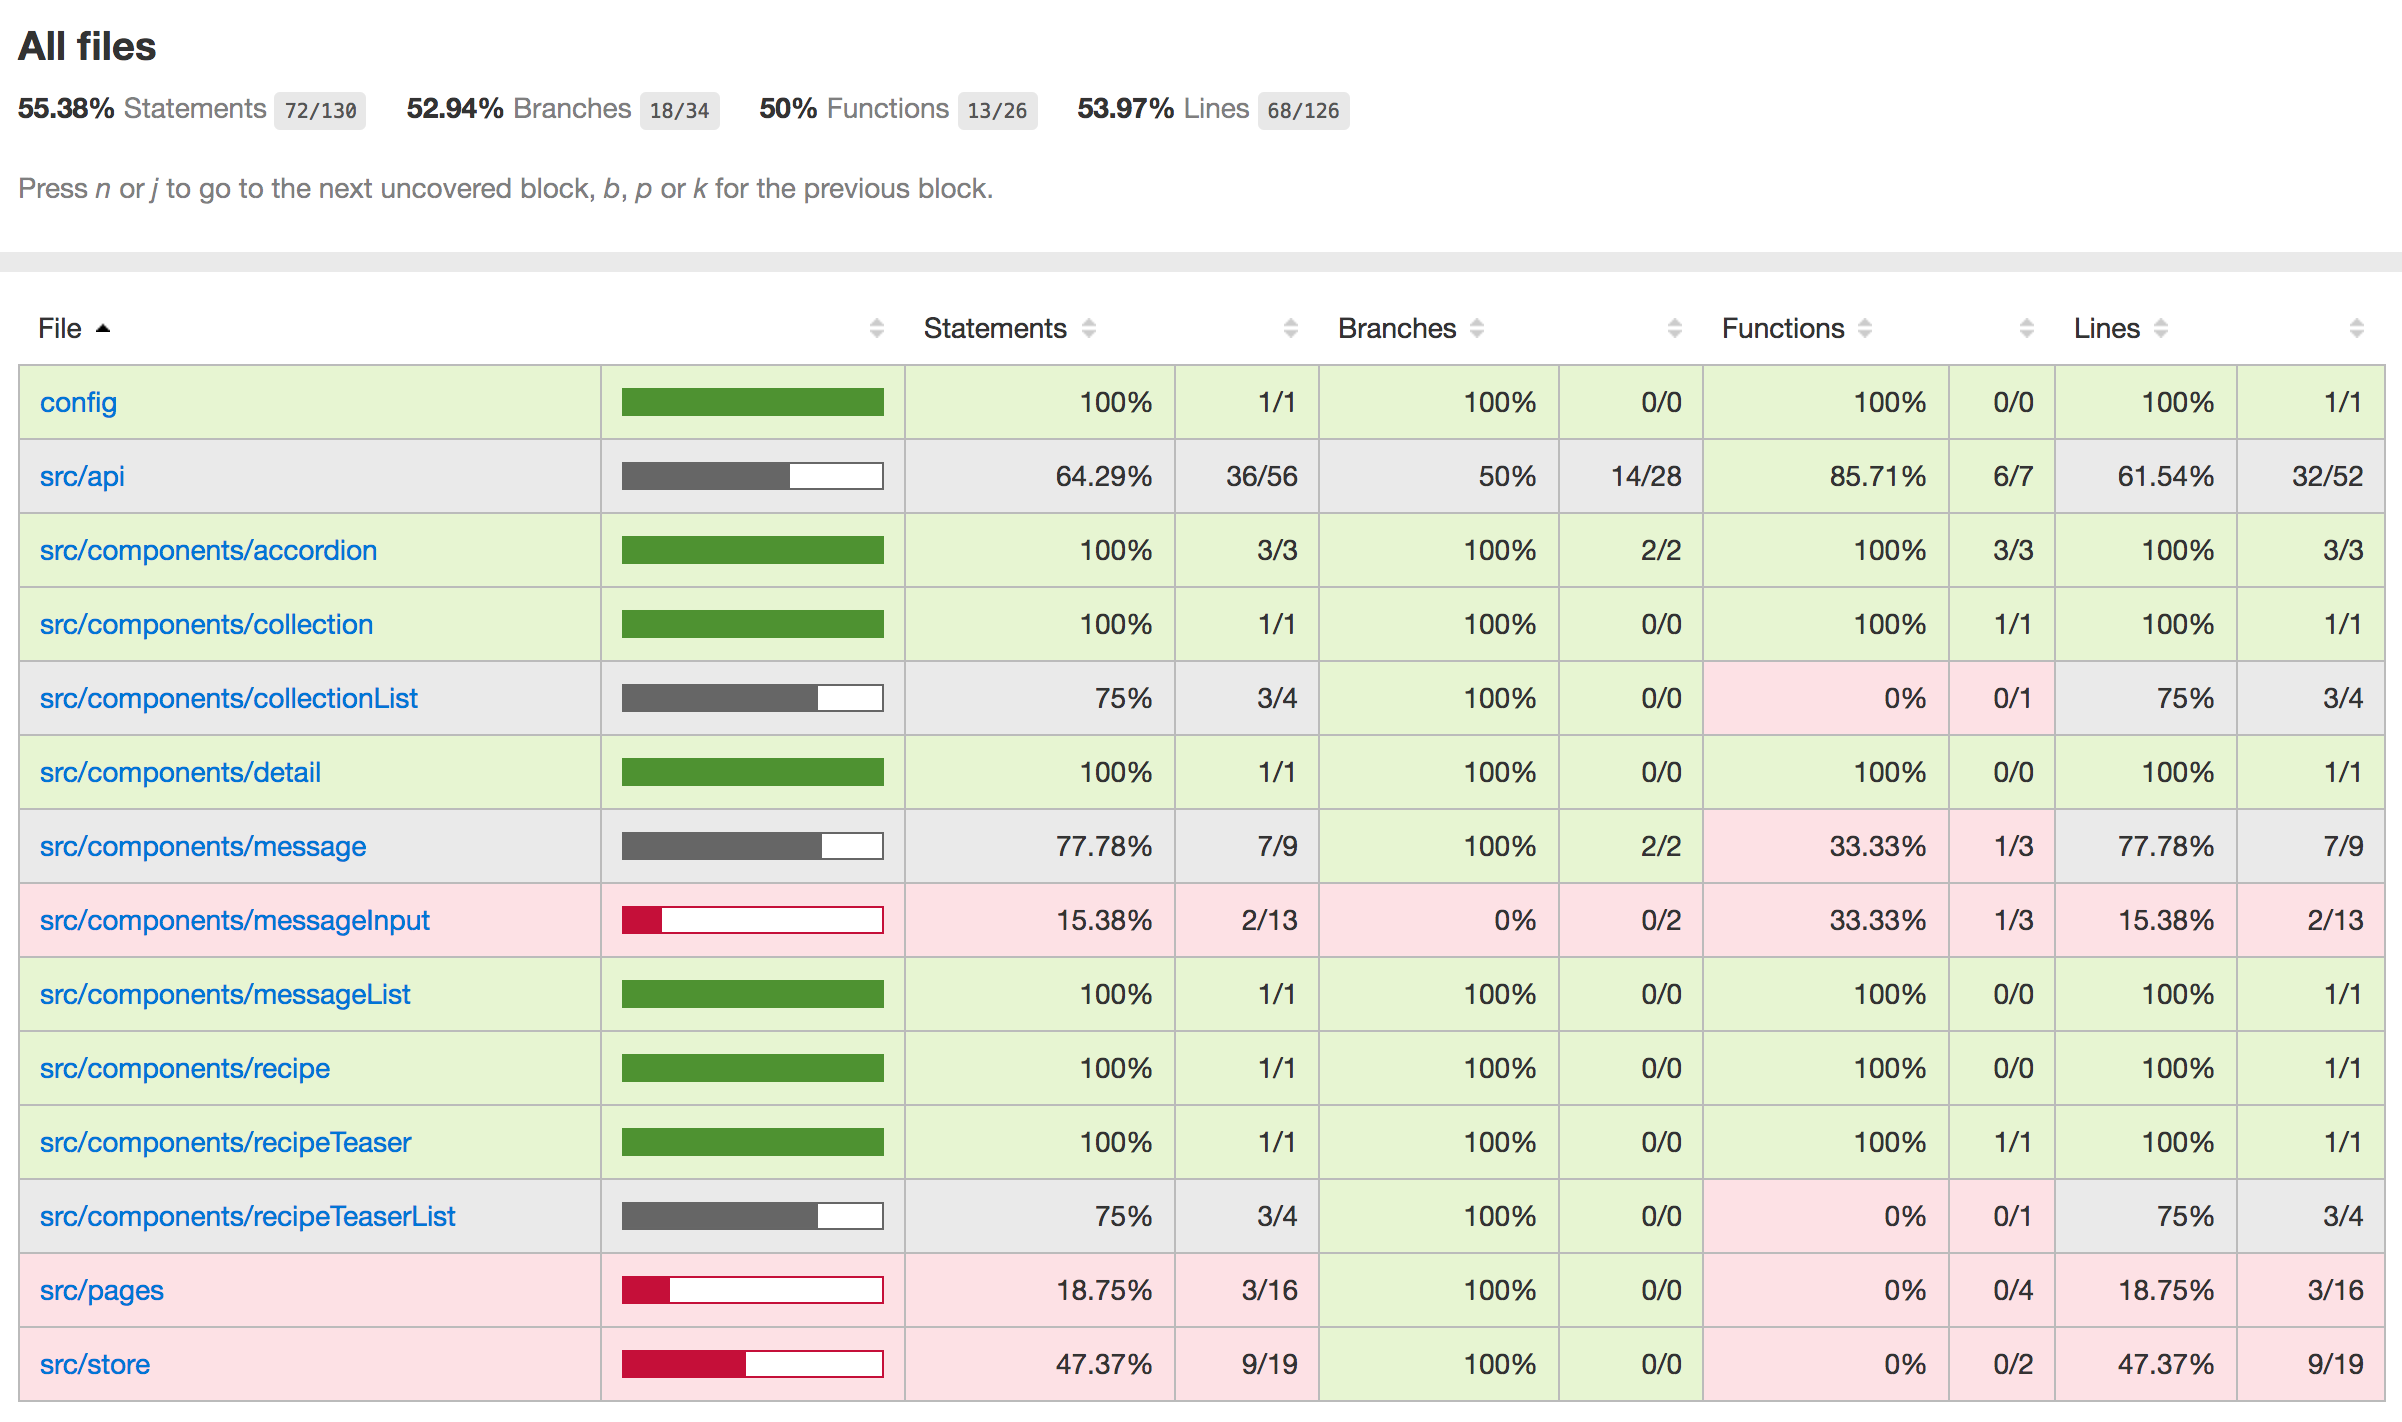 All files
55.38% Statements 72/130 52.94% Branches 18/34 50% Functions 13/26 53.97% Lines 68/126
Press n or j to go to the next uncovered block, b, p or k for the previous block.
File Statements Branches Functions Lines
config 100% 1/1 100% 0/0 100% 0/0 100% 1/1
src/api 64.29% 36/56 50% 14/28 85.71% 6/7 61.54% 32/52
src/components/accordion 100% 3/3 100% 2/2 100% 3/3 100% 3/3
src/components/collection 100% 1/1 100% 0/0 100% 1/1 100% 1/1
src/components/collectionList 75% 3/4 100% 0/0 0% 0/1 75% 3/4
src/components/detail 100% 1/1 100% 0/0 100% 0/0 100% 1/1
src/components/message 77.78% 7/9 100% 2/2 33.33% 1/3 77.78% 7/9
src/components/messageInput 15.38% 2/13 0% 0/2 33.33% 1/3 15.38% 2/13
src/components/messageList 100% 1/1 100% 0/0 100% 0/0 100% 1/1
src/components/recipe 100% 1/1 100% 0/0 100% 0/0 100% 1/1
src/components/recipeTeaser 100% 1/1 100% 0/0 100% 1/1 100% 1/1
src/components/recipeTeaserList 75% 3/4 100% 0/0 0% 0/1 75% 3/4
src/pages 18.75% 3/16 100% 0/0 0% 0/4 18.75% 3/16
src/store 47.37% 9/19 100% 0/0 0% 0/2 47.37% 9/19